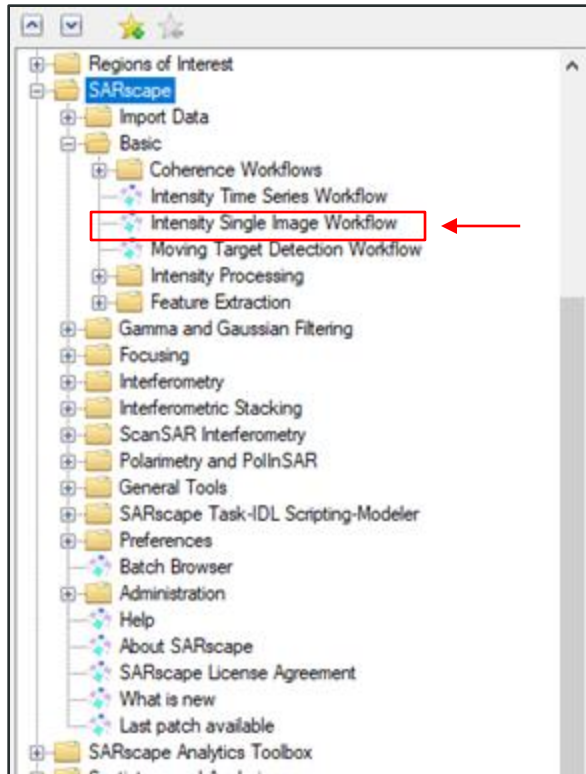 Regions of Interest
SARscape
Import Data
Basic
Coherence Workflows
Intensity Time Series Workflow
Intensity Single Image Workflow
Moving Target Detection Workflow
Intensity Processing
Feature Extraction
Gamma and Gaussian Filtering
Focusing
Interferometry
Interferometric Stacking
ScanSAR Interferometry
Polarimetry and PolInSAR
General Tools
SARscape Task-IDL Scripting-Modeler
Preferences
Batch Browser
Administration
Help
About SARscape
SARscape License Agreement
What is new
Last patch available
SARscape Analytics Toolbox